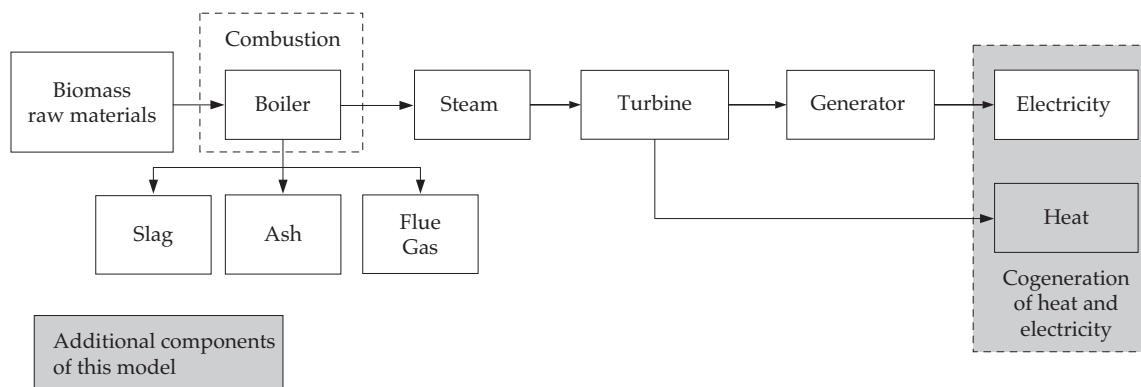 Combustion
Biomass
raw materials
Boiler
Steam
Turbine
Generator
Electricity
Slag
Ash
Flue
Gas
Heat
Cogeneration
of heat and
electricity
Additional components
of this model